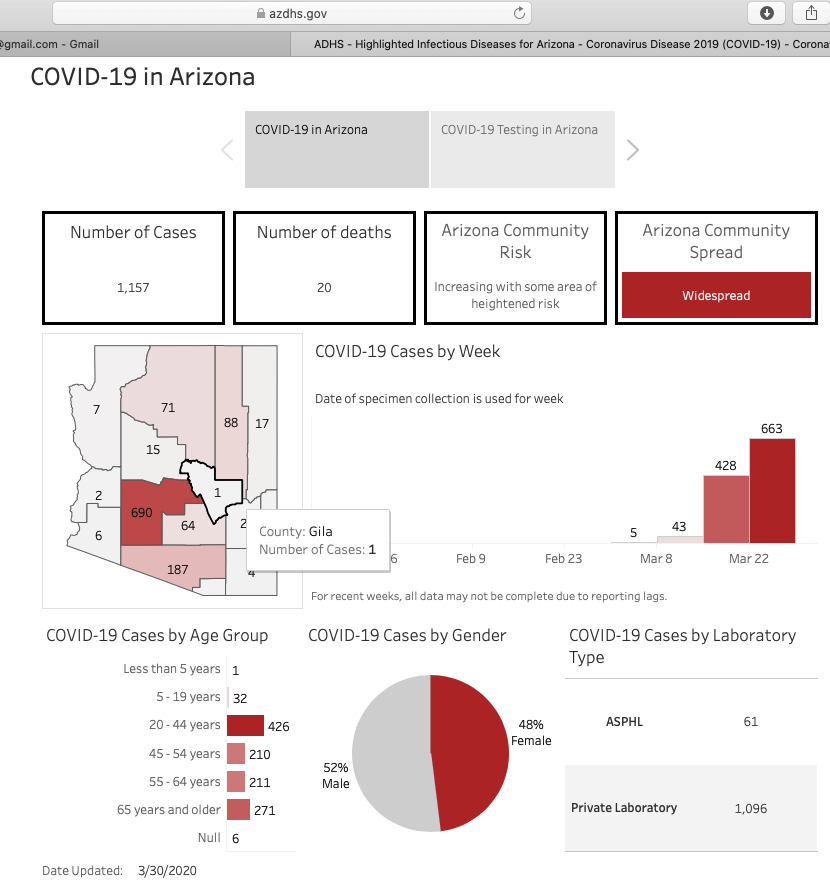 azdhs.gov
@gmail.com - Gmail
ADHS - Highlighted Infectious Diseases for Arizona - Coronavirus Disease 2019 (COVID-19) - Corona
COVID-19 in Arizona
COVID-19 in Arizona
COVID-19 Testing in Arizona
Number of Cases
1,157
Number of deaths
20
Arizona Community
Risk
Increasing with some area of
heightened risk
Arizona Community
Spread
Widespread
7
71
88
17
15
2
1
690
64
2
6
187
4
County: Gila
Number of Cases: 1
COVID-19 Cases by Week
Date of specimen collection is used for week
5
43
428
663
6
Feb 9
Feb 23
Mar 8
Mar 22
For recent weeks, all data may not be complete due to reporting lags.
COVID-19 Cases by Age Group
Less than 5 years 1
5 - 19 years 32
20 - 44 years 426
45 - 54 years 210
55 - 64 years 211
65 years and older 271
Null 6
COVID-19 Cases by Gender
48%
Female
52%
Male
COVID-19 Cases by Laboratory
Type
ASPHL 61
Private Laboratory 1,096
Date Updated: 3/30/2020